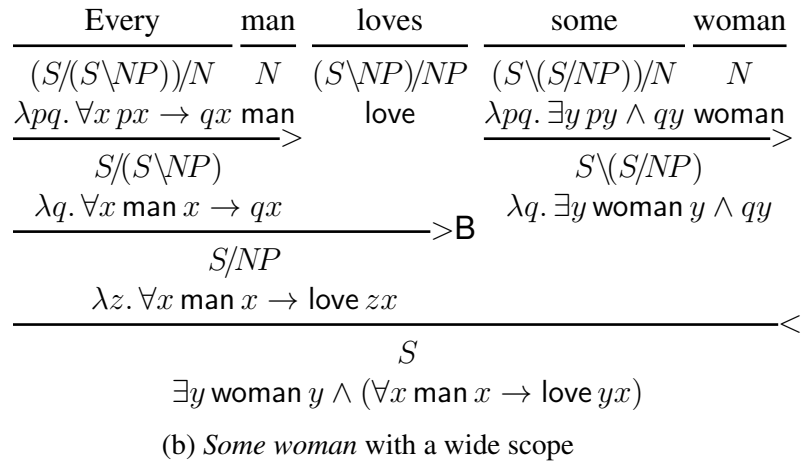 Every man loves some woman
(S/(S\NP))/N N (S\NP)/NP (S\(S/NP))/N N
λpq. ∀x px → qx man love λpq. ∃y py ∧ qy woman
> >
S/(S\NP) S\(S/NP)
λq. ∀x man x → qx λq. ∃y woman y ∧ qy
>B
S/NP
λz. ∀x man x → love zx
<
S
∃y woman y ∧ (∀x man x → love yx)
(b) Some woman with a wide scope